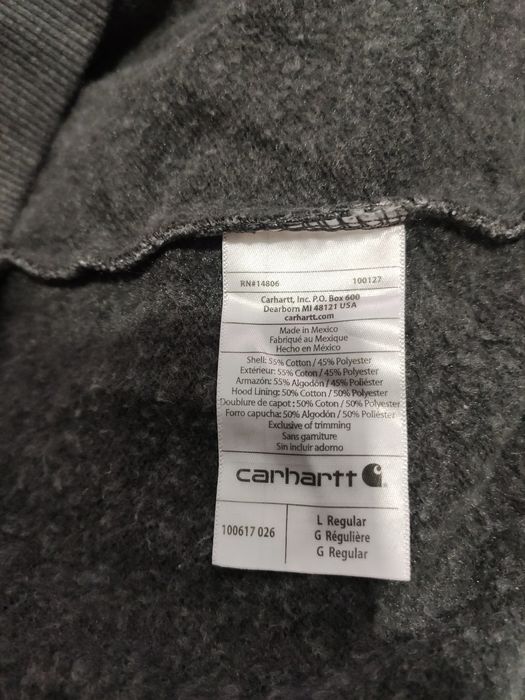 RN#14806 100127
Carhartt, Inc. P.O. Box 600
Dearborn MI 48121 USA
carhartt.com
Made in Mexico
Fabriqué au Mexique
Hecho en México
Shell: 55% Cotton / 45% Polyester
Extérieur: 55% Coton / 45% Polyester
Armazón: 55% Algodón / 45% Poliéster
Hood Lining: 50% Cotton / 50% Polyester
Doublure de capot : 50% Coton / 50% Polyester
Forro capucha: 50% Algodón / 50% Poliéster
Exclusive of trimming
Sans garniture
Sin incluir adorno
carhartt
100617 026
L Regular
G Régulière
G Regular